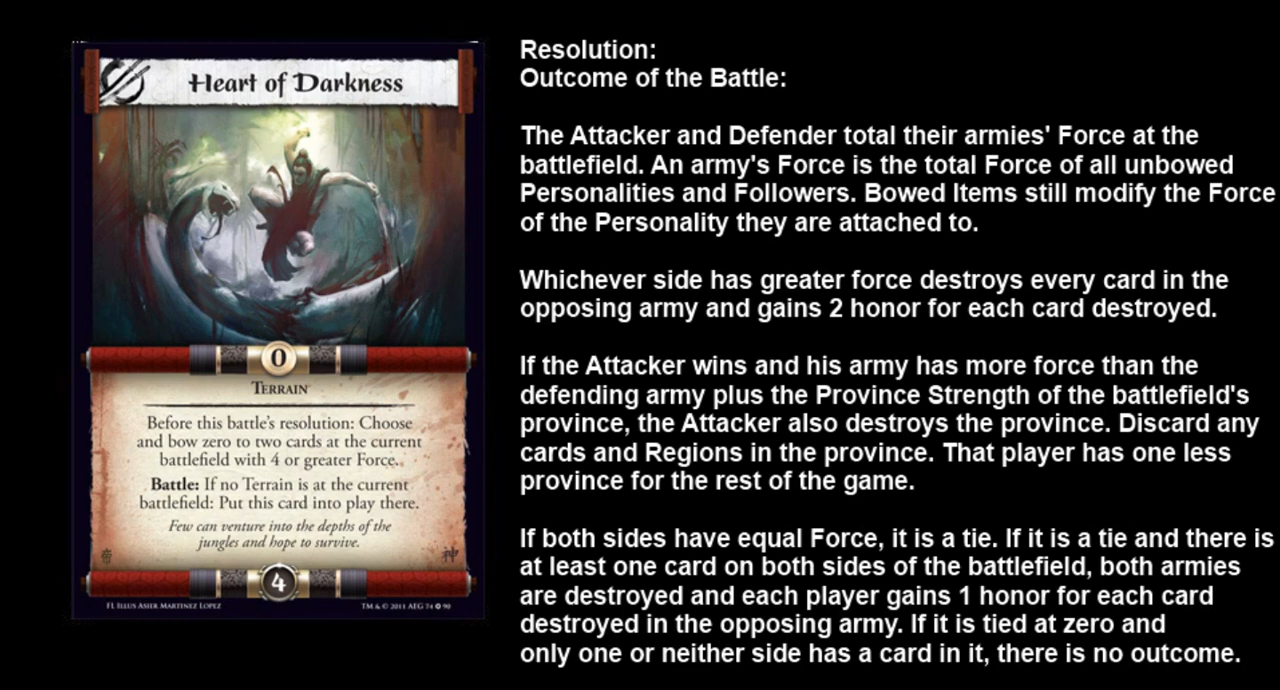 Heart of Darkness
0
Terrain
Before this battle's resolution: Choose
and bow zero to two cards at the current
battlefield with 4 or greater Force.
Battle: If no Terrain is at the current
battlefield: Put this card into play there.
Few can venture into the depths of the
jungles and hope to survive.
4
FL Illus Asier Martinez Lopez
TM & © 2011 AEG 74 ✪ 90
Resolution:
Outcome of the Battle:
The Attacker and Defender total their armies' Force at the
battlefield. An army's Force is the total Force of all unbowed
Personalities and Followers. Bowed Items still modify the Force
of the Personality they are attached to.
Whichever side has greater force destroys every card in the
opposing army and gains 2 honor for each card destroyed.
If the Attacker wins and his army has more force than the
defending army plus the Province Strength of the battlefield's
province, the Attacker also destroys the province. Discard any
cards and Regions in the province. That player has one less
province for the rest of the game.
If both sides have equal Force, it is a tie. If it is a tie and there is
at least one card on both sides of the battlefield, both armies
are destroyed and each player gains 1 honor for each card
destroyed in the opposing army. If it is tied at zero and
only one or neither side has a card in it, there is no outcome.